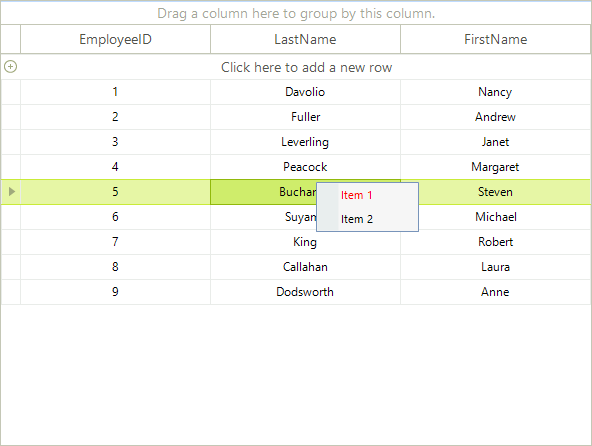 Drag a column here to group by this column.
EmployeeID LastName FirstName
Click here to add a new row
1 Davolio Nancy
2 Fuller Andrew
3 Leverling Janet
4 Peacock Margaret
5 Buchan Steven
Item 1
Item 2
6 Suyam Michael
7 King Robert
8 Callahan Laura
9 Dodsworth Anne